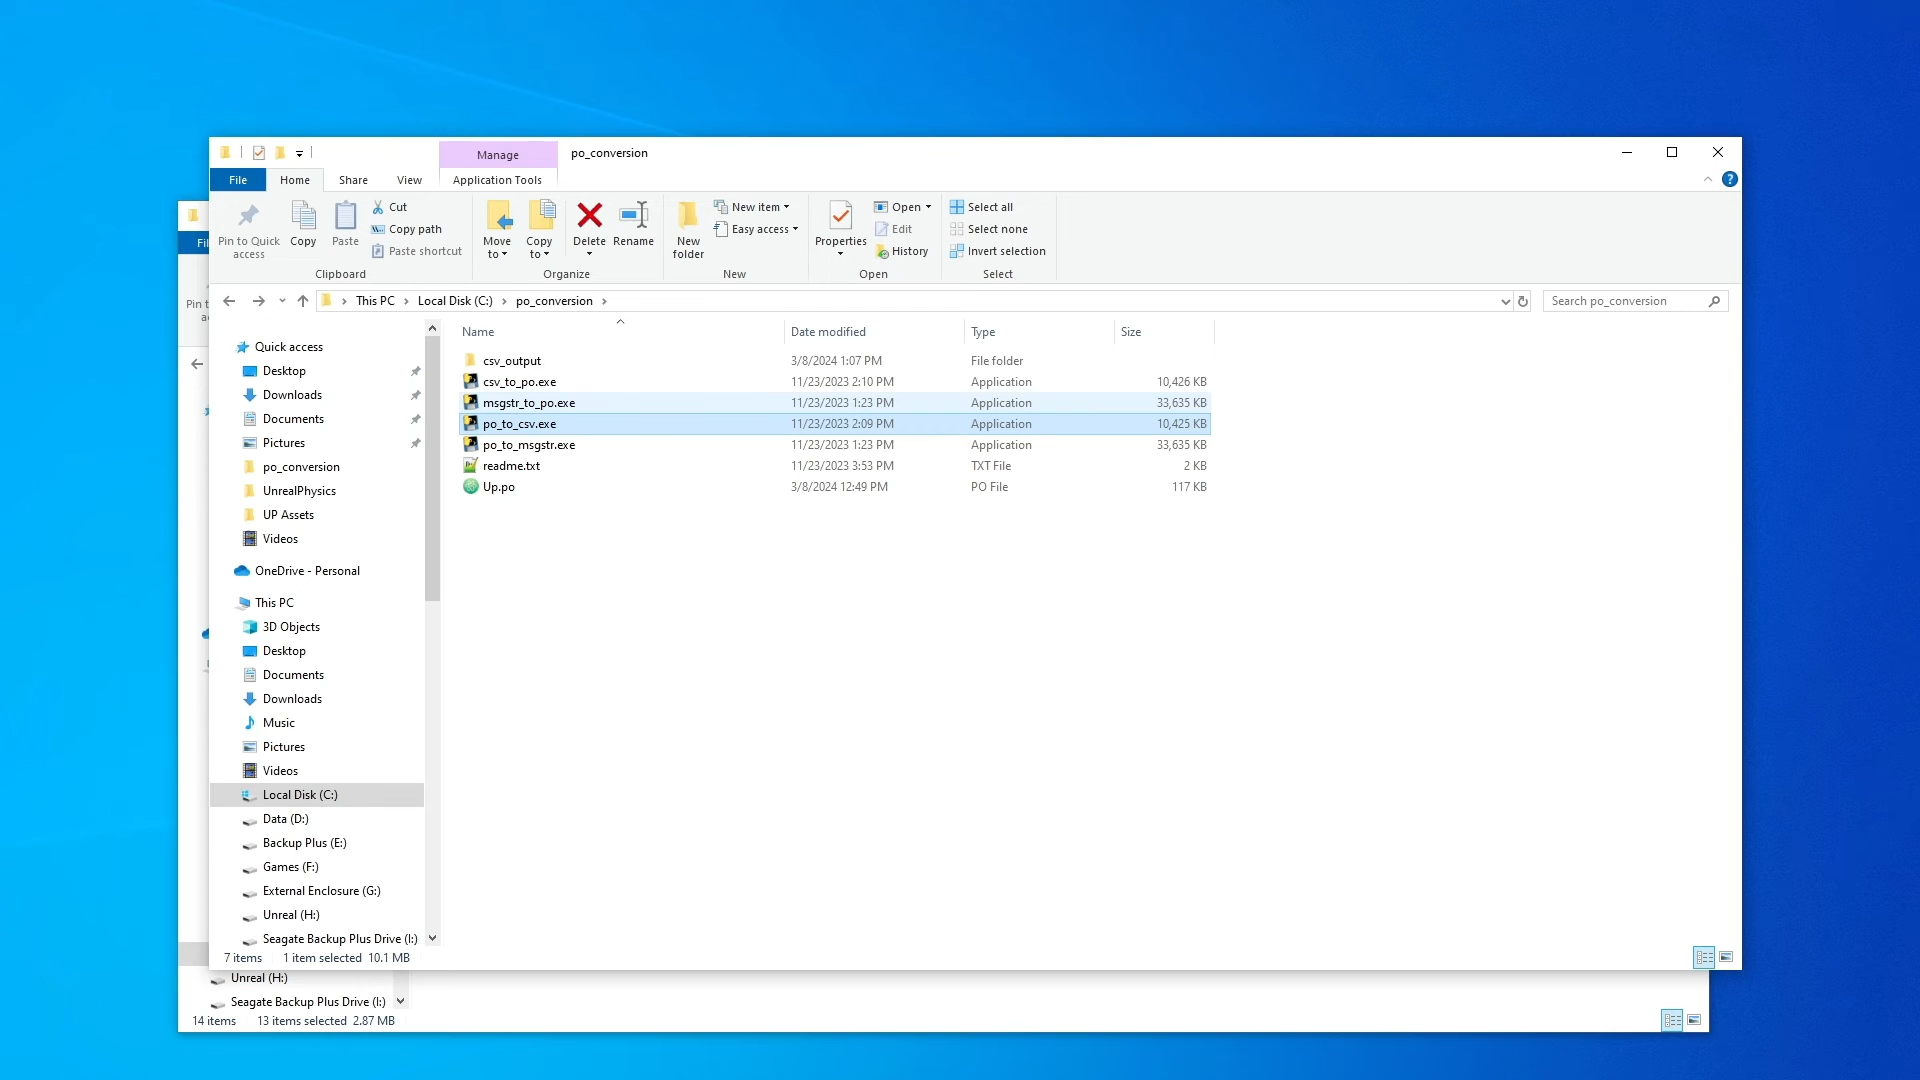 Manage
po_conversion
File
Home
Share
View
Application Tools
Pin to Quick access
Copy
Paste
Cut
Copy path
Paste shortcut
Clipboard
Move to
Copy to
Delete
Rename
Organize
New folder
New item
Easy access
New
Properties
Open
Edit
History
Open
Select all
Select none
Invert selection
Select
This PC > Local Disk (C:) > po_conversion >
Search po_conversion
Name Date modified Type Size
csv_output 3/8/2024 1:07 PM File folder
csv_to_po.exe 11/23/2023 2:10 PM Application 10,426 KB
msgstr_to_po.exe 11/23/2023 1:23 PM Application 33,635 KB
po_to_csv.exe 11/23/2023 2:09 PM Application 10,425 KB
po_to_msgstr.exe 11/23/2023 1:23 PM Application 33,635 KB
readme.txt 11/23/2023 3:53 PM TXT File 2 KB
Up.po 3/8/2024 12:49 PM PO File 117 KB
Quick access
Desktop
Downloads
Documents
Pictures
po_conversion
UnrealPhysics
UP Assets
Videos
OneDrive - Personal
This PC
3D Objects
Desktop
Documents
Downloads
Music
Pictures
Videos
Local Disk (C:)
Data (D:)
Backup Plus (E:)
Games (F:)
External Enclosure (G:)
Unreal (H:)
Seagate Backup Plus Drive (I:)
7 items 1 item selected 10.1 MB
Unreal (H:)
Seagate Backup Plus Drive (I:)
14 items 13 items selected 2.87 MB